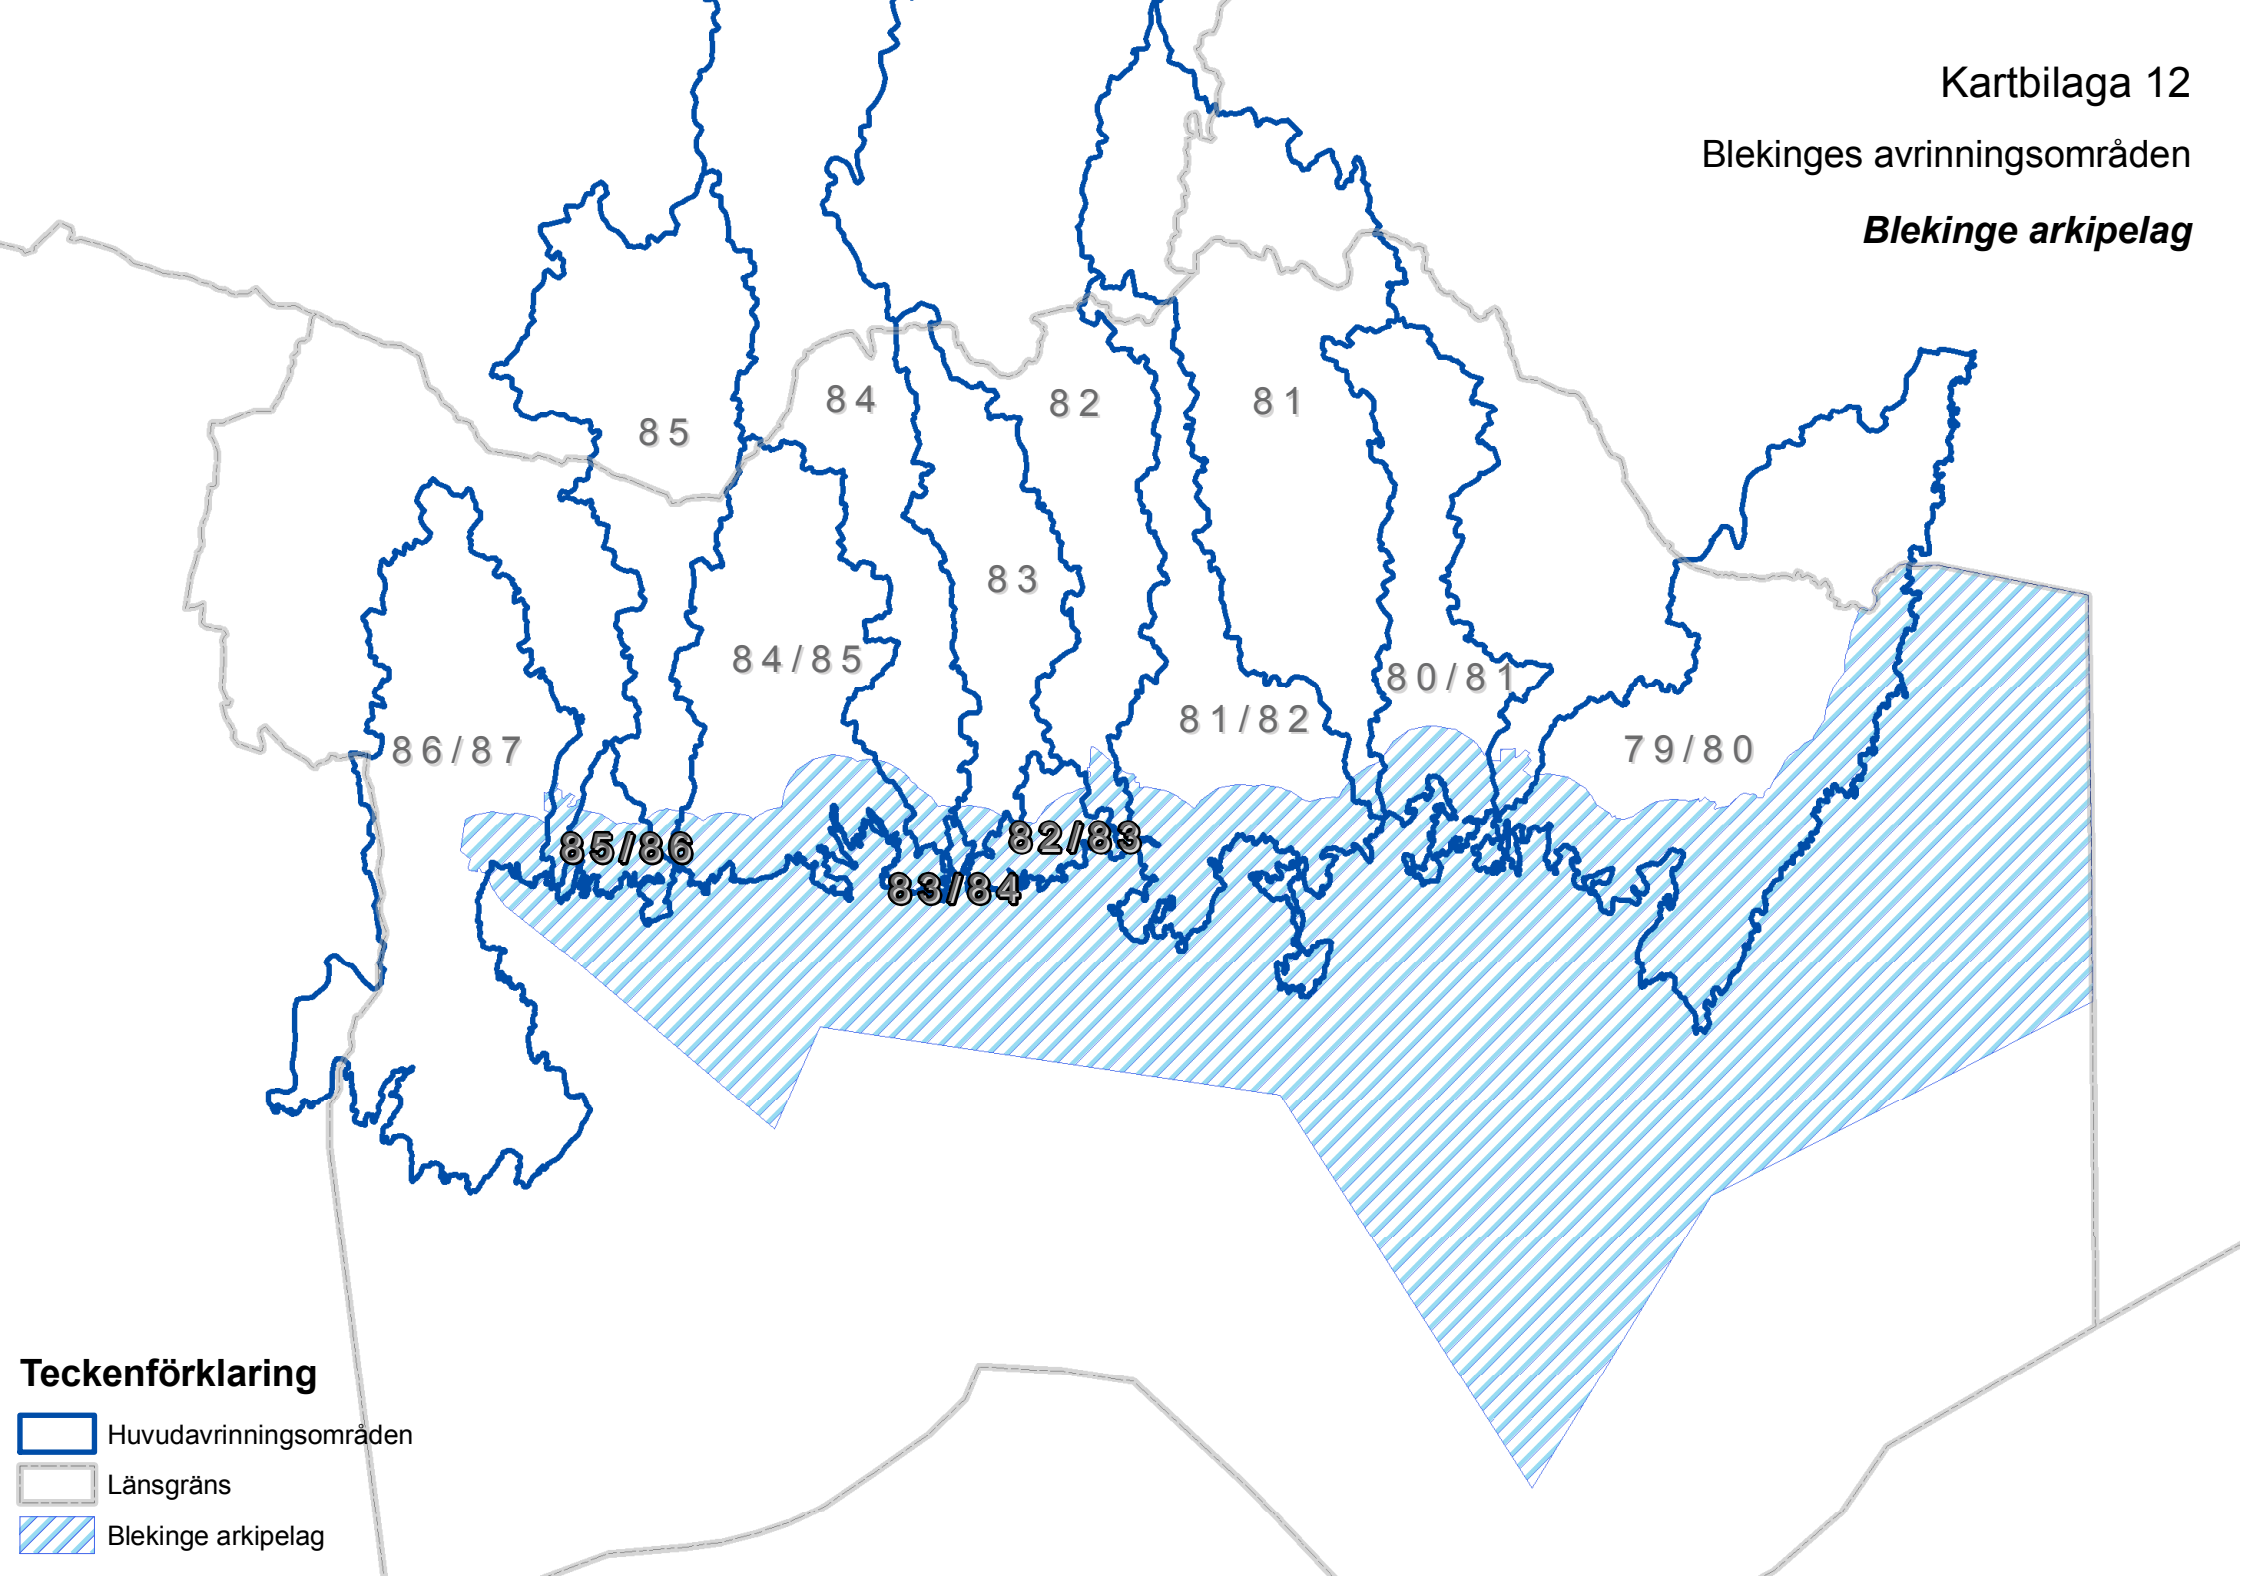 Kartbilaga 12
Blekinges avrinningsområden
Blekinge arkipelag
84
82
81
85
83
84/85
80/81
81/82
86/87
79/80
82/83
85/86
83/84
Teckenförklaring
Huvudavrinningsområden
Länsgräns
Blekinge arkipelag